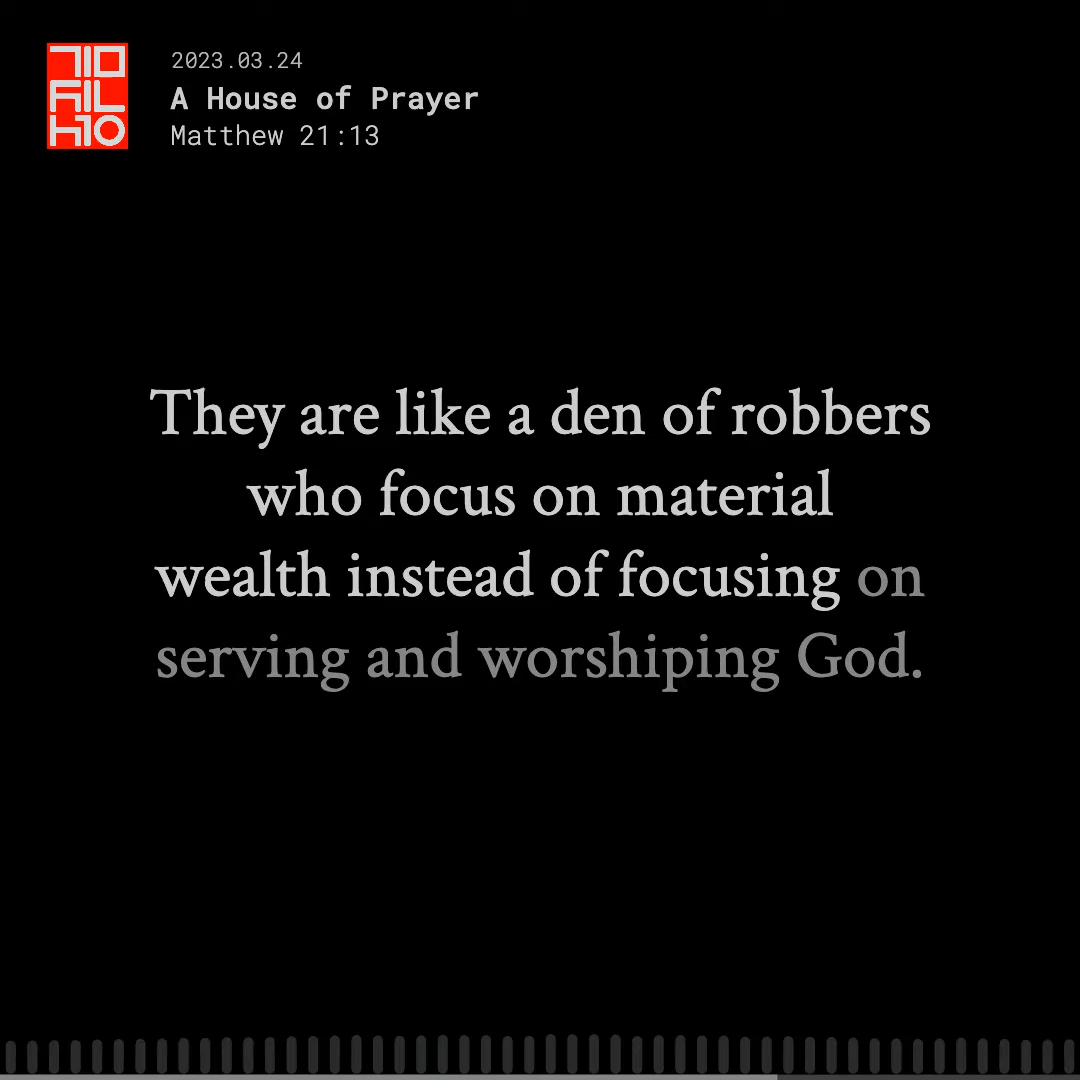 2023.03.24
A House of Prayer
Matthew 21:13
They are like a den of robbers
who focus on material
wealth instead of focusing on
serving and worshiping God.